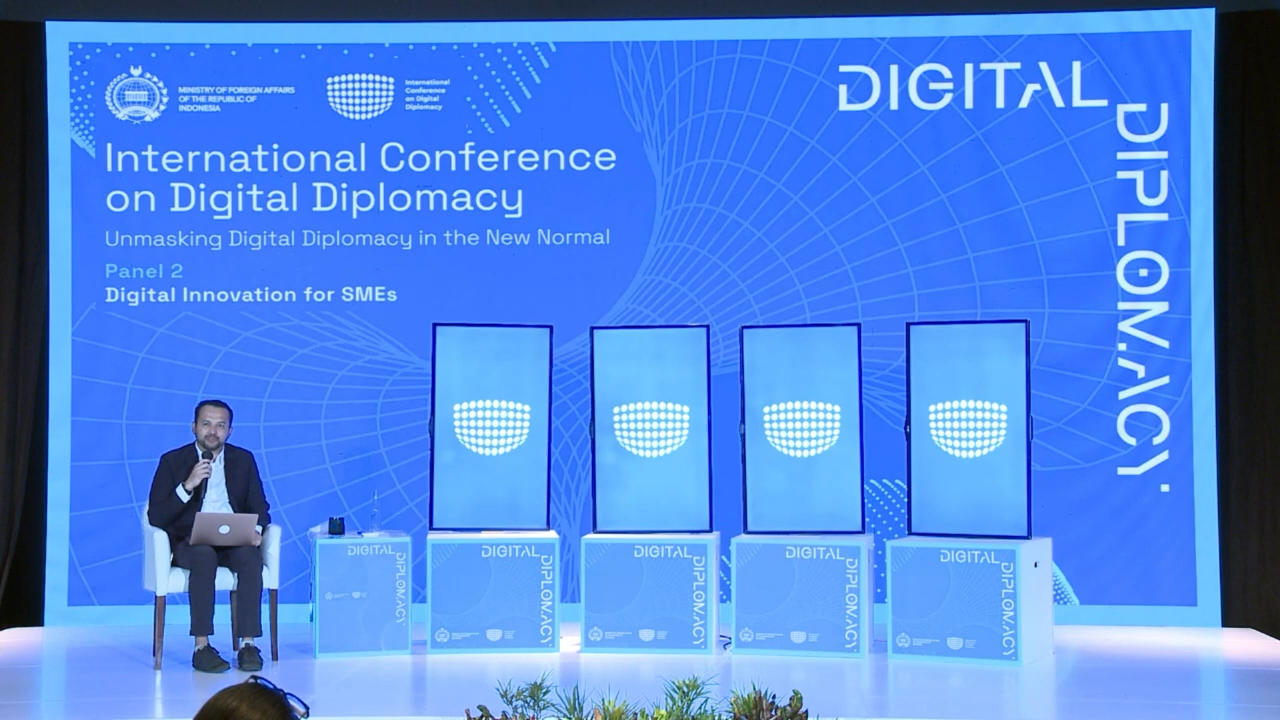 MINISTRY OF FOREIGN AFFAIRS
OF THE REPUBLIC OF
INDONESIA
International
Conference
on Digital
Diplomacy
DIGITAL
DIPLOMACY.
International Conference
on Digital Diplomacy
Unmasking Digital Diplomacy in the New Normal
Panel 2
Digital Innovation for SMEs
DIGITAL
DIPLOMACY
DIGITAL
DIPLOMACY
DIGITAL
DIPLOMACY
DIGITAL
DIPLOMACY
DIGITAL
DIPLOMACY